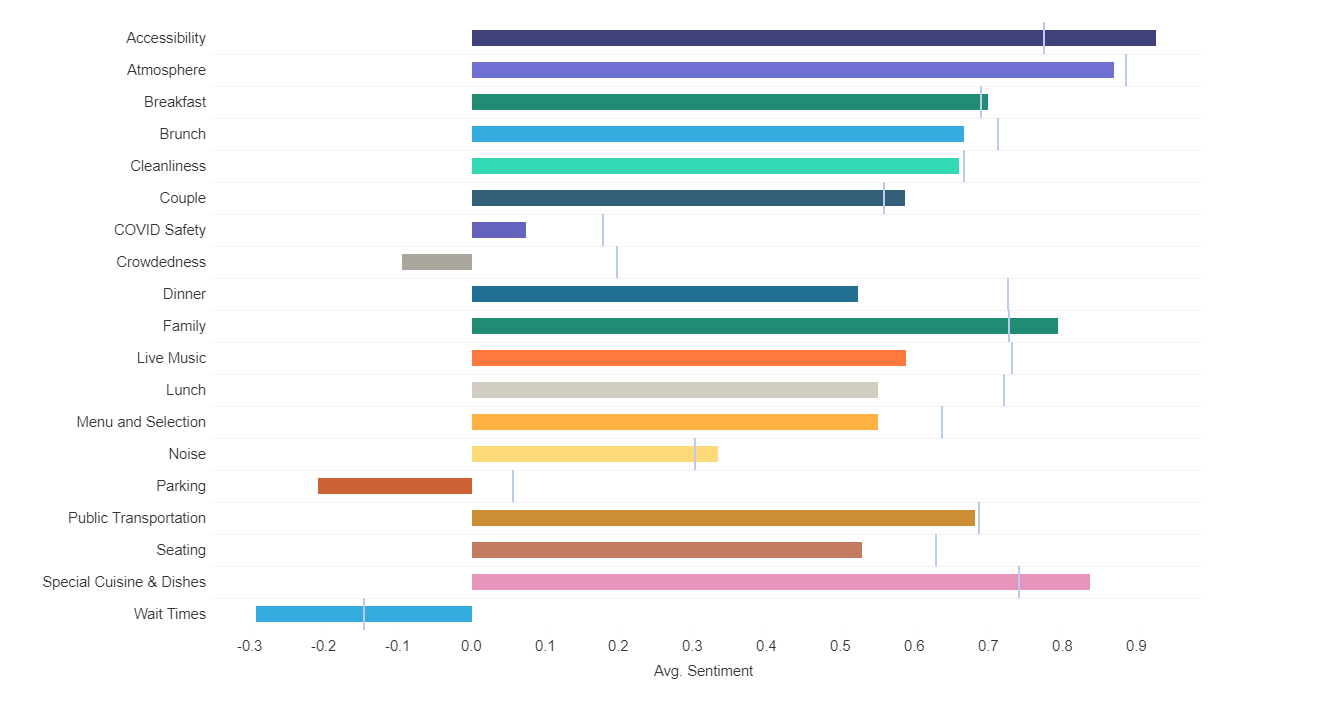 Accessibility
Atmosphere
Breakfast
Brunch
Cleanliness
Couple
COVID Safety
Crowdedness
Dinner
Family
Live Music
Lunch
Menu and Selection
Noise
Parking
Public Transportation
Seating
Special Cuisine & Dishes
Wait Times
-0.3 -0.2 -0.1 0.0 0.1 0.2 0.3 0.4 0.5 0.6 0.7 0.8 0.9
Avg. Sentiment